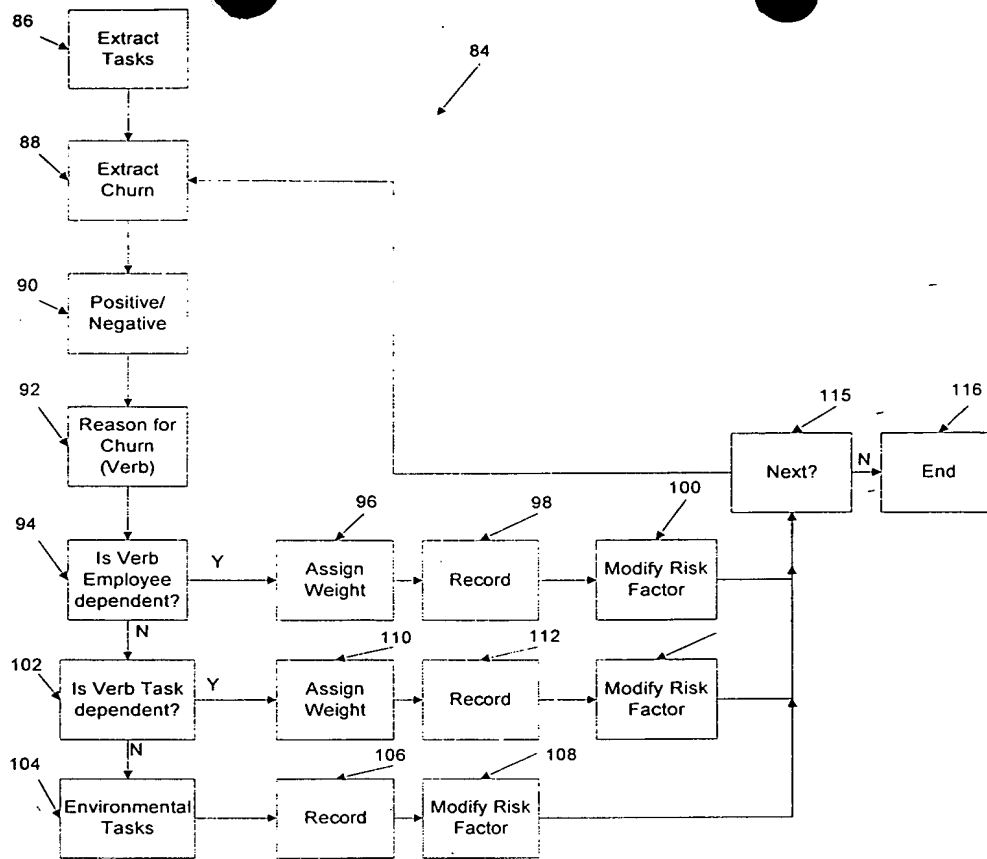 86
Extract
Tasks
84
88
Extract
Churn
90
Positive/
Negative
92
Reason for
Churn
(Verb)
115
Next?
N
116
End
94
Is Verb
Employee
dependent?
Y
96
Assign
Weight
98
Record
100
Modify Risk
Factor
N
102
Is Verb Task
dependent?
Y
110
Assign
Weight
112
Record
Modify Risk
Factor
N
104
Environmental
Tasks
106
Record
108
Modify Risk
Factor